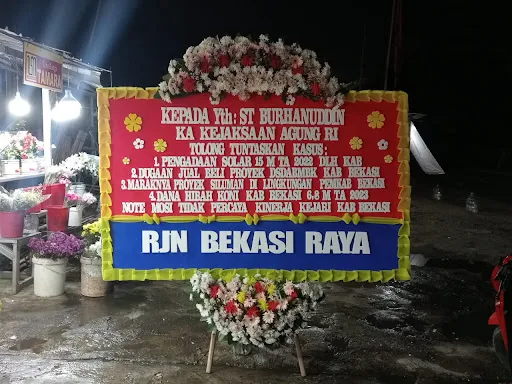 TAMARA
KEPADA Yth: ST BURHANUDDIN
KA KEJAKSAAN AGUNG RI
TOLONG TUNTASKAN KASUS:
1. PENGADAAN SOLAR 15 M TA 2022 DLH KAB BEKASI
2. DUGAAN JUAL BELI PROYEK DSDABMBK KAB BEKASI
3. MARAKNYA PROYEK SILUMAN DI LINGKUNGAN PEMKAB BEKASI
4. DANA HIBAH KONI KAB BEKASI 6.8 M TA 2023
NOTE MOSI TIDAK PERCAYA KINERJA KEJARI KAB BEKASI
RJN BEKASI RAYA